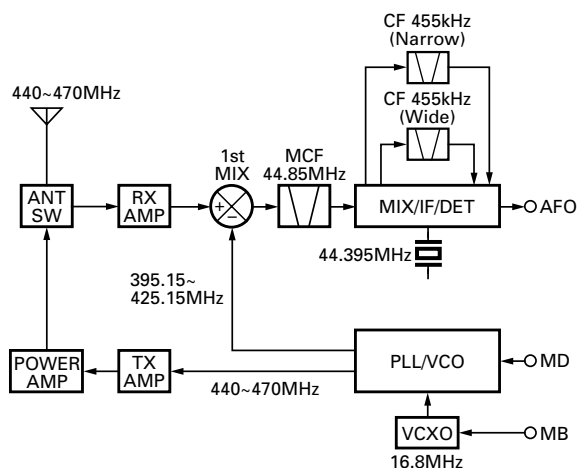 CF 455kHz
(Narrow)
CF 455kHz
(Wide)
440~470MHz
1st
MIX
MCF
44.85MHz
ANT
SW
RX
AMP
+
−
MIX/IF/DET
AFO
44.395MHz
395.15~
425.15MHz
POWER
AMP
TX
AMP
440~470MHz
PLL/VCO
MD
VCXO
MB
16.8MHz